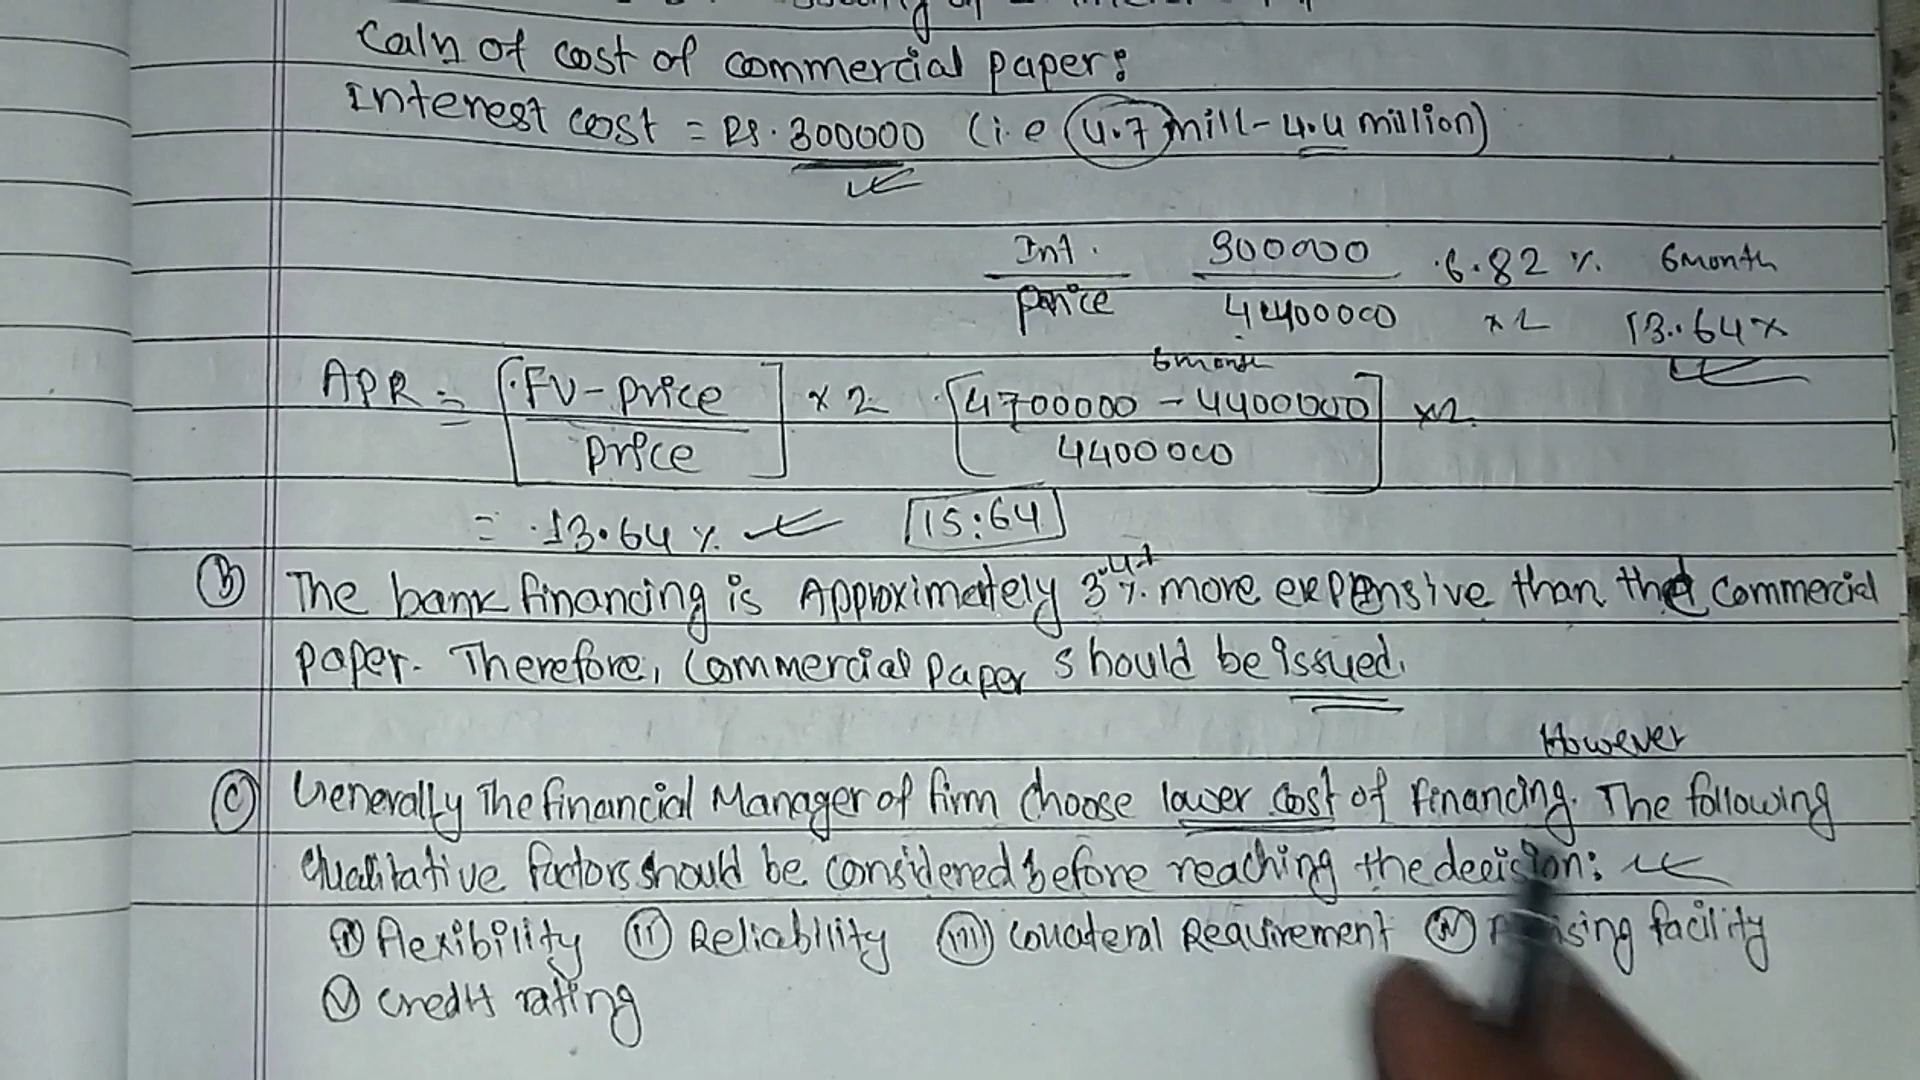 Caln of cost of commercial paper:
Interest cost = Rs. 300000 (i.e 4.7 mill - 4.4 million)
Int. 300000 6.82 % 6month
price 4400000 x2 13.64%
6month
APR = [FV - price / price] x 2 [4700000 - 4400000 / 4400000] x2
= 13.64 % [15:64]
(b) The bank financing is Approximately 3 % more expensive than the commercial
paper. Therefore, Commercial paper should be issued.
However
(c) Generally The financial Manager of firm choose lower cost of financing. The following
qualitative factors should be considered before reaching the decision:
(i) flexibility (ii) Reliability (iii) Collateral Requirement (iv) facility
(v) credit rating